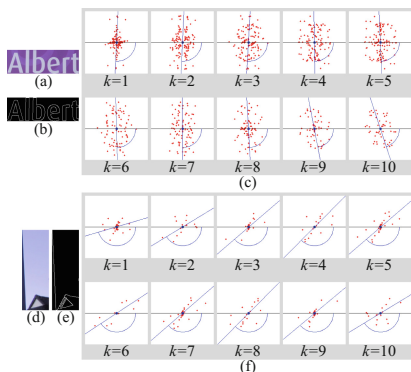 Albert
(a)
Albert
(b)
k=1 k=2 k=3 k=4 k=5
k=6 k=7 k=8 k=9 k=10
(c)
(d) (e)
k=1 k=2 k=3 k=4 k=5
k=6 k=7 k=8 k=9 k=10
(f)